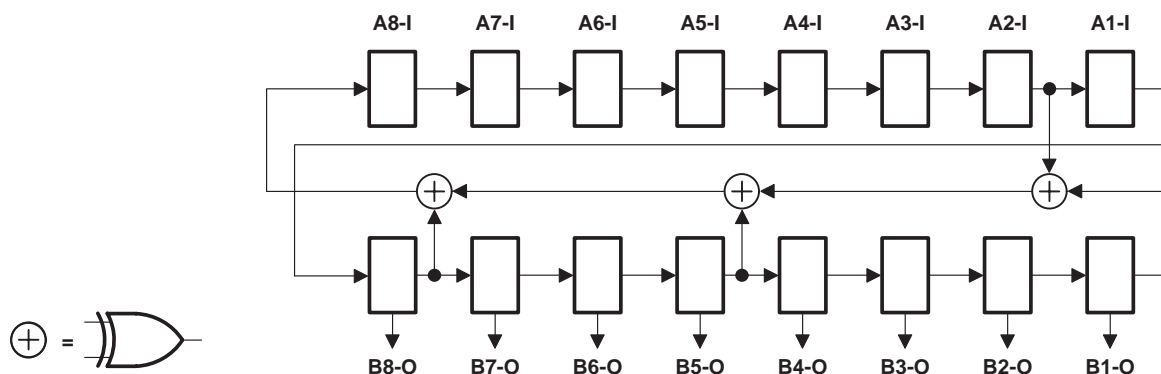 A8-I A7-I A6-I A5-I A4-I A3-I A2-I A1-I
=
B8-O B7-O B6-O B5-O B4-O B3-O B2-O B1-O